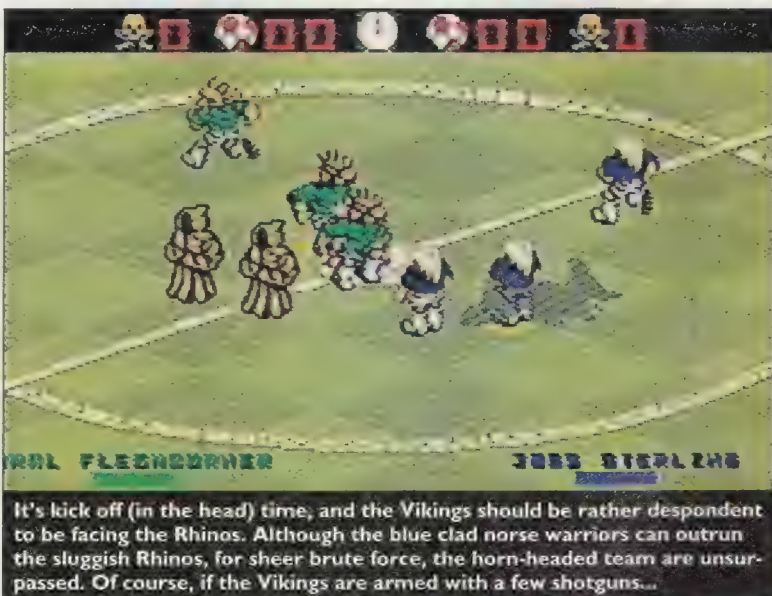 It's kick off (in the head) time, and the Vikings should be rather despondent
to be facing the Rhinos. Although the blue clad norse warriors can outrun
the sluggish Rhinos, for sheer brute force, the horn-headed team are unsur-
passed. Of course, if the Vikings are armed with a few shotguns...